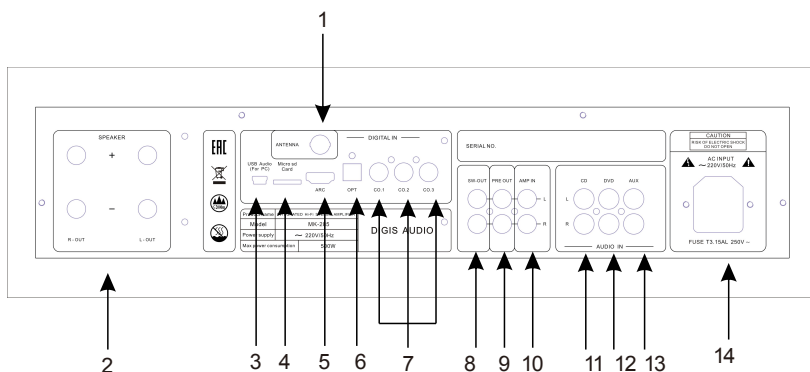 1
SPEAKER
+
−
R-OUT
L-OUT
EAC
ANTENNA
DIGITAL IN
USB Audio
(For PC)
Micro sd
Card
ARC
OPT
CO.1
CO.2
CO.3
Product name
Model
MK-
Power supply
~ 220V/50Hz
Max power consumption
500W
DIGIS AUDIO
SERIAL NO.
SW-OUT
PRE OUT
AMP IN
L
R
CD
DVD
AUX
L
R
AUDIO IN
CAUTION
RISK OF ELECTRIC SHOCK
DO NOT OPEN.
AC INPUT
~220V/50Hz
FUSE T3.15AL 250V~
2
3
4
5
6
7
8
9
10
11
12
13
14